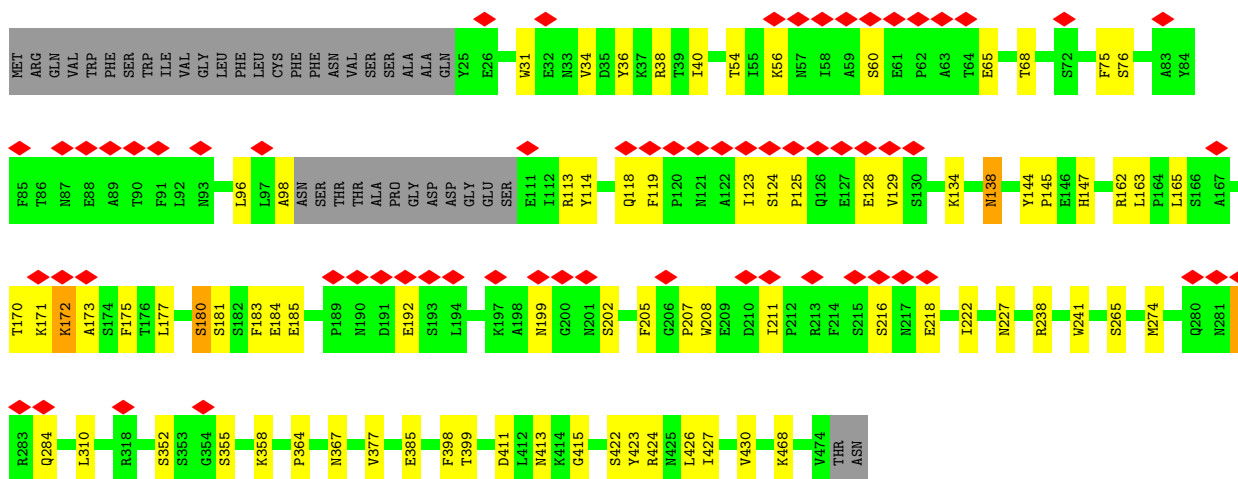 MET ARG GLN VAL TRP PHE SER TRP ILE VAL GLY LEU PHE LEU CYS PHE PHE ASN VAL SER SER ALA ALA GLN Y25 E26 W31 E32 N33 V34 D35 Y36 K37 R38 T39 I40 T54 I55 K56 N57 I58 A59 S60 E61 P62 A63 T64 E65 T68 S72 F75 S76 A83 Y84
F85 T86 N87 E88 A89 T90 F91 L92 N93 L96 L97 A98 ASN SER THR THR ALA PRO GLY ASP ASP GLY GLU SER E111 I112 R113 Y114 Q118 F119 P120 N121 A122 I123 S124 P125 Q126 E127 E128 V129 S130 K134 N138 Y144 P145 E146 H147 R162 L163 P164 L165 S166 A167
T170 K171 K172 A173 S174 F175 T176 L177 S180 S181 S182 F183 E184 E185 P189 N190 D191 E192 S193 L194 K197 A198 N199 G200 N201 S202 F205 G206 P207 W208 E209 D210 I211 P212 R213 F214 S215 S216 N217 E218 I222 N227 R238 W241 S265 M274 Q280 N281
R283 Q284 L310 R318 S352 S353 G354 S355 K358 P364 N367 V377 E385 F398 T399 D411 L412 N413 K414 G415 S422 Y423 R424 N425 L426 I427 V430 K468 V474 THR ASN